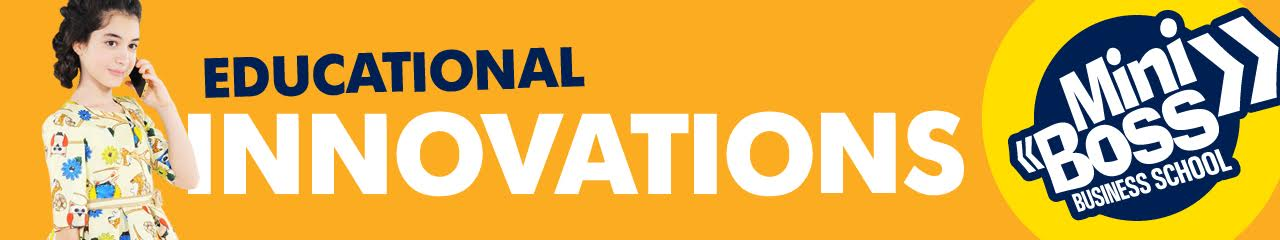 EDUCATIONAL
INNOVATIONS
Mini
Boss
BUSINESS SCHOOL